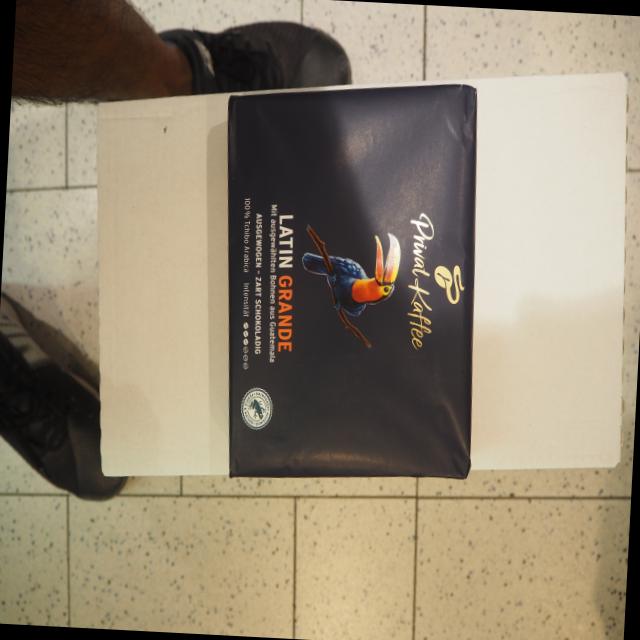 Privat Kaffee
LATIN GRANDE
Mit ausgewählten Bohnen aus Guatemala
AUSGEWOGEN - ZART SCHOKOLADIG
100 % Tchibo Arabica Intensität